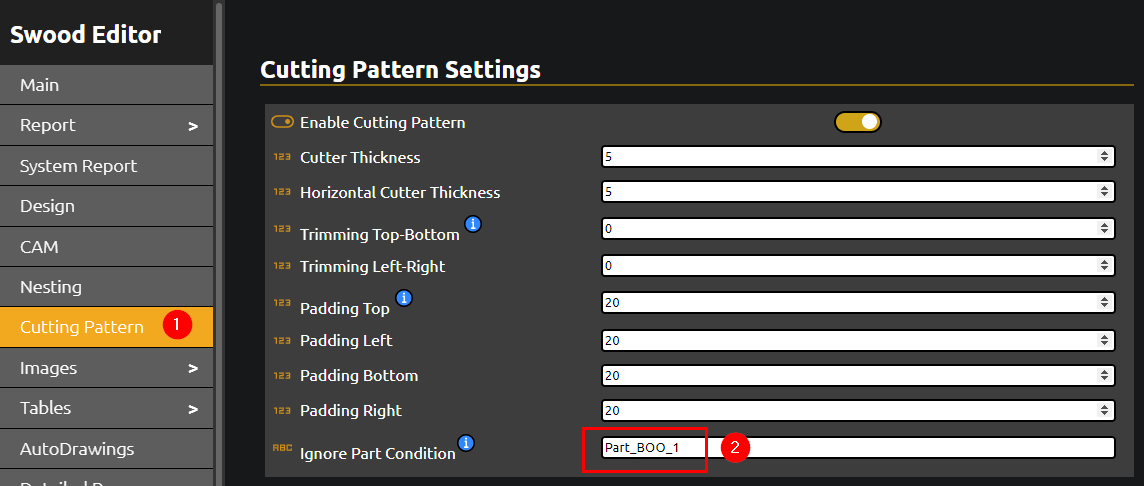 Swood Editor
Main
Report >
System Report
Design
CAM
Nesting
Cutting Pattern 1
Images >
Tables >
AutoDrawings
Cutting Pattern Settings
Enable Cutting Pattern
123 Cutter Thickness 5
123 Horizontal Cutter Thickness 5
123 Trimming Top-Bottom i 0
123 Trimming Left-Right 0
123 Padding Top i 20
123 Padding Left 20
123 Padding Bottom 20
123 Padding Right 20
ABC Ignore Part Condition i Part_BOO_1 2